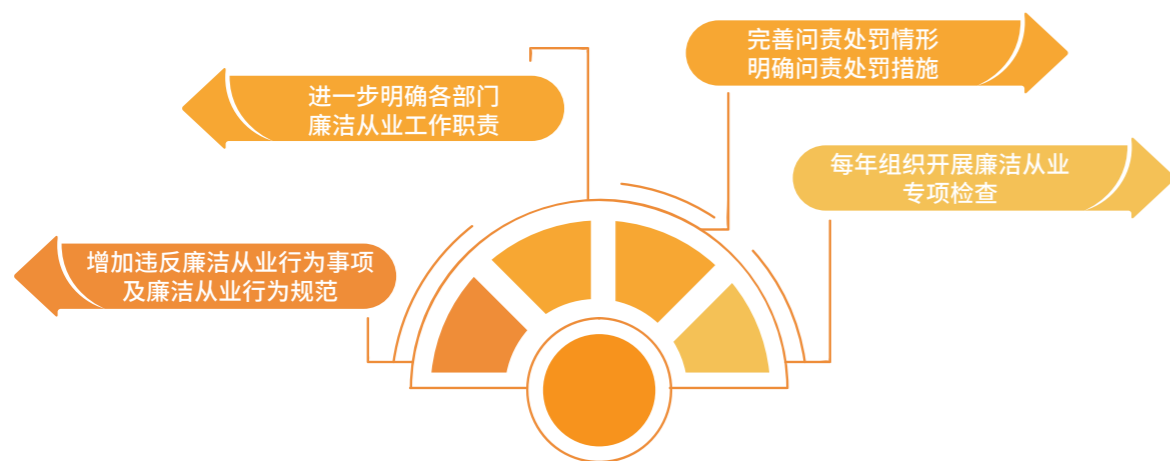 完善问责处罚情形
明确问责处罚措施
进一步明确各部门
廉洁从业工作职责
每年组织开展廉洁从业
专项检查
增加违反廉洁从业行为事项
及廉洁从业行为规范